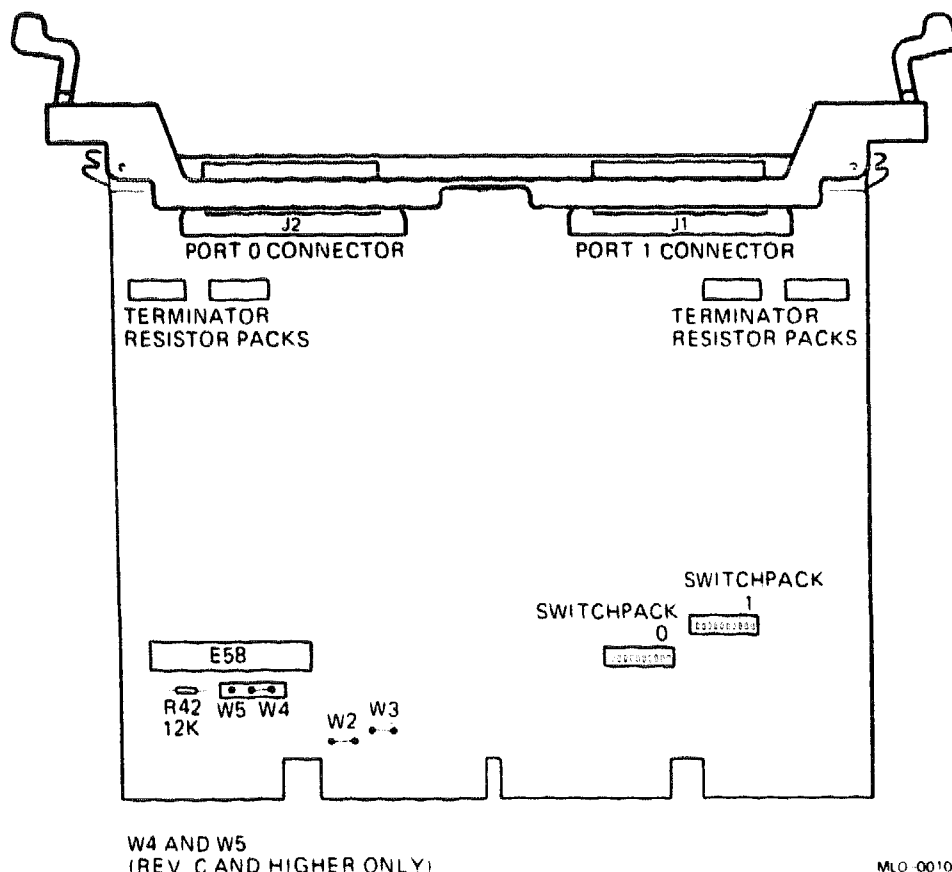 J2
PORT 0 CONNECTOR
J1
PORT 1 CONNECTOR
TERMINATOR
RESISTOR PACKS
TERMINATOR
RESISTOR PACKS
SWITCHPACK
1
SWITCHPACK
0
E58
R42
12K
W5
W4
W2
W3
W4 AND W5
(REV C AND HIGHER ONLY)
MLO-0010